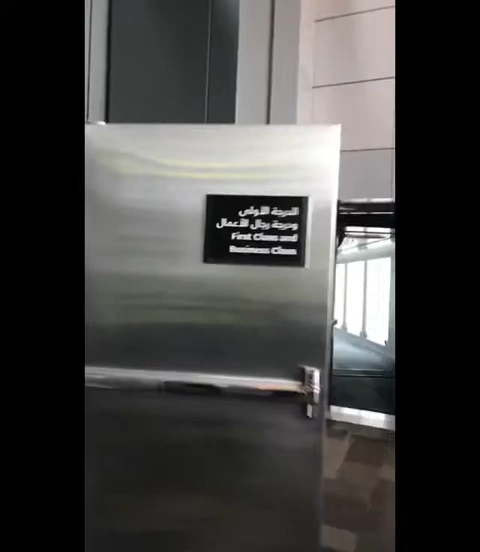 الدرجة الأولى
ودرجة رجال الأعمال
First Class and
Business Class